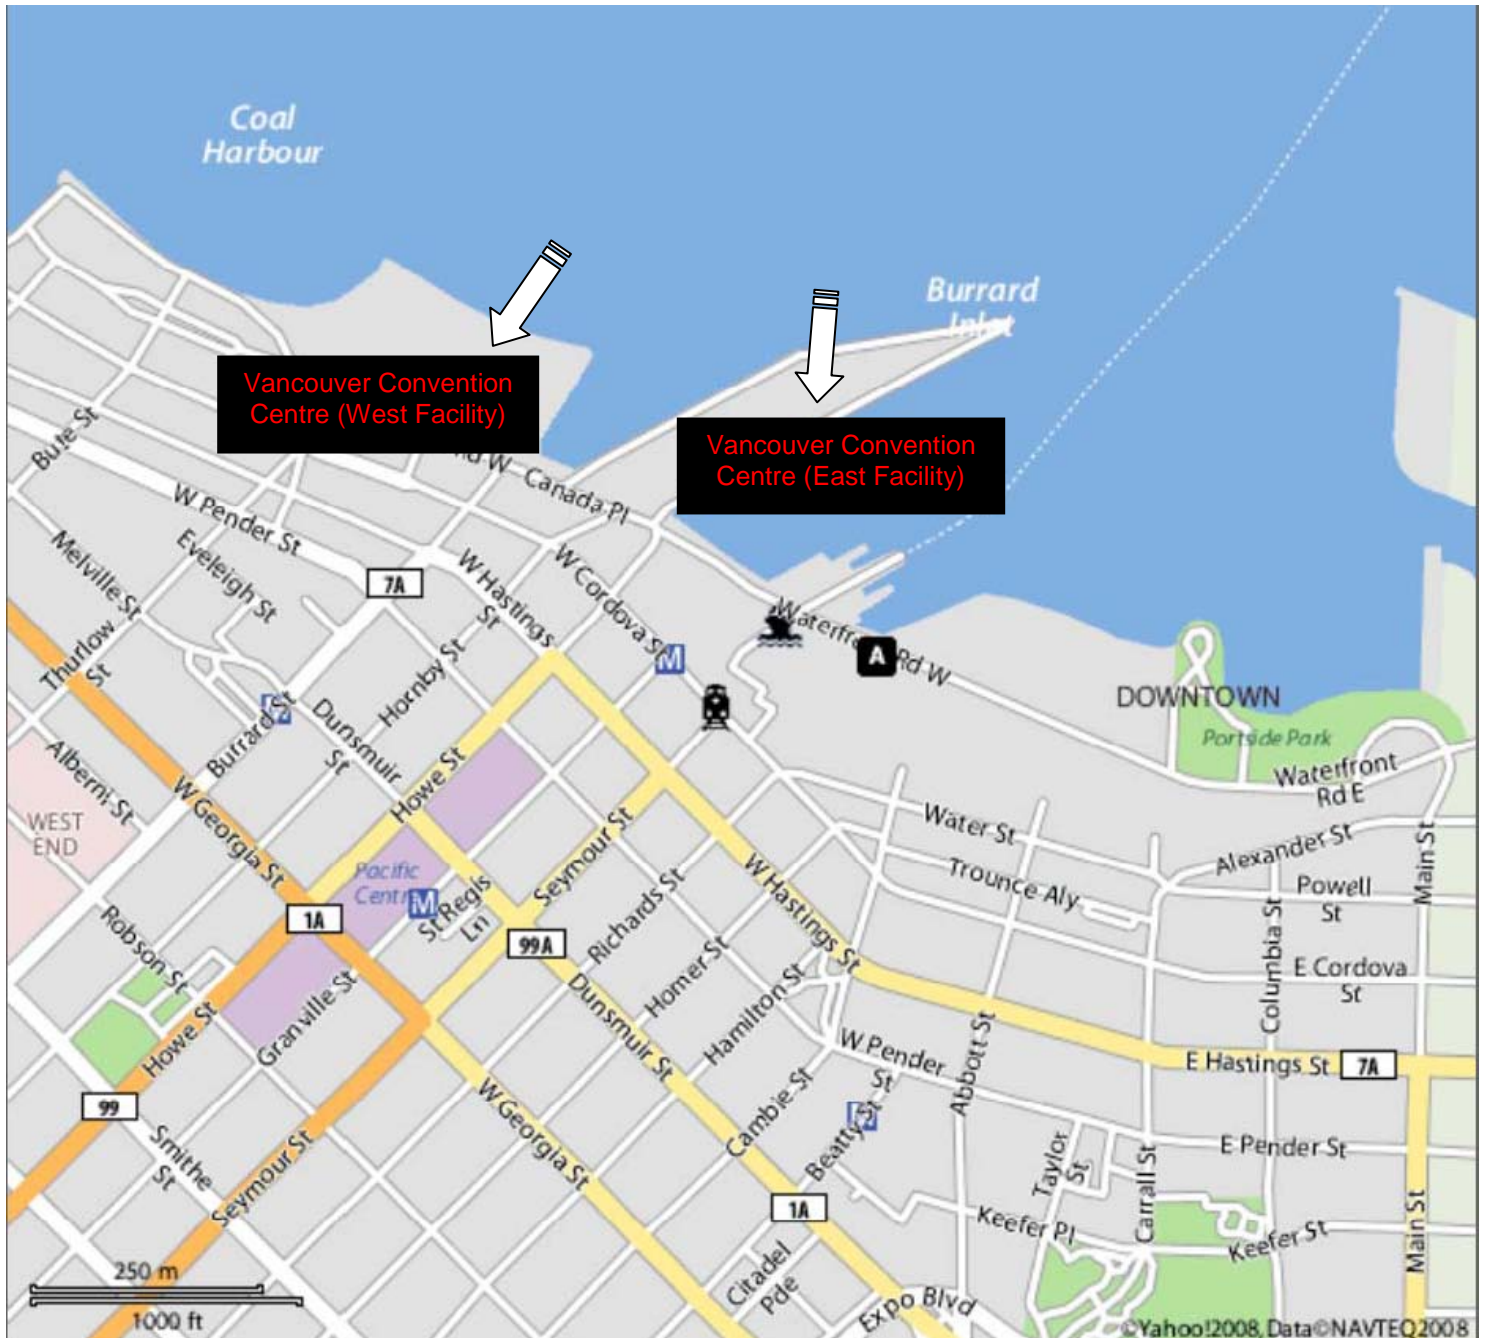 Coal
Harbour
Burrard
Inlet
Vancouver Convention
Centre (West Facility)
Vancouver Convention
Centre (East Facility)
Bute St
W
Canada Pl
W Pender St
Eveleigh St
Melville St
7A
W Hastings
St
W Cordova St
M
Waterfront Rd W
A
Thurlow
St
Hornby St
Burrard St
Dunsmuir
St
Howe St
Alberni St
WEST
END
W Georgia St
Pacific
Centre
M
St Regis
Ln
Seymour St
1A
99A
Robson St
Howe St
Granville St
99
Smithe
St
Seymour St
W Georgia St
Richards St
Homer St
Hamilton St
Dunsmuir St
W Hastings St
Cambie St
Beatty St
W Pender
St
Abbott St
Taylor
St
1A
Keefer Pl
Carrall St
Citadel
Pde
Expo Blvd
DOWNTOWN
Portside Park
Waterfront
Rd E
Water St
Trounce Aly
Alexander St
Powell
St
Main St
Columbia St
E Cordova
St
E Hastings St
7A
E Pender St
Keefer St
Main St
250 m
1000 ft
©Yahoo!2008, Data©NAVTEQ2008